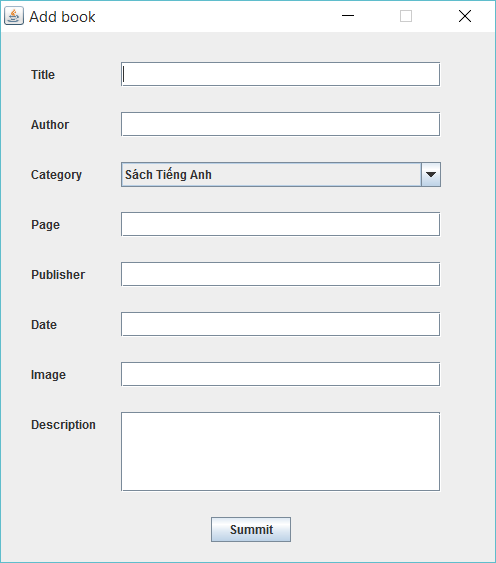 Add book
Title
Author
Category
Sách Tiếng Anh
Page
Publisher
Date
Image
Description
Summit